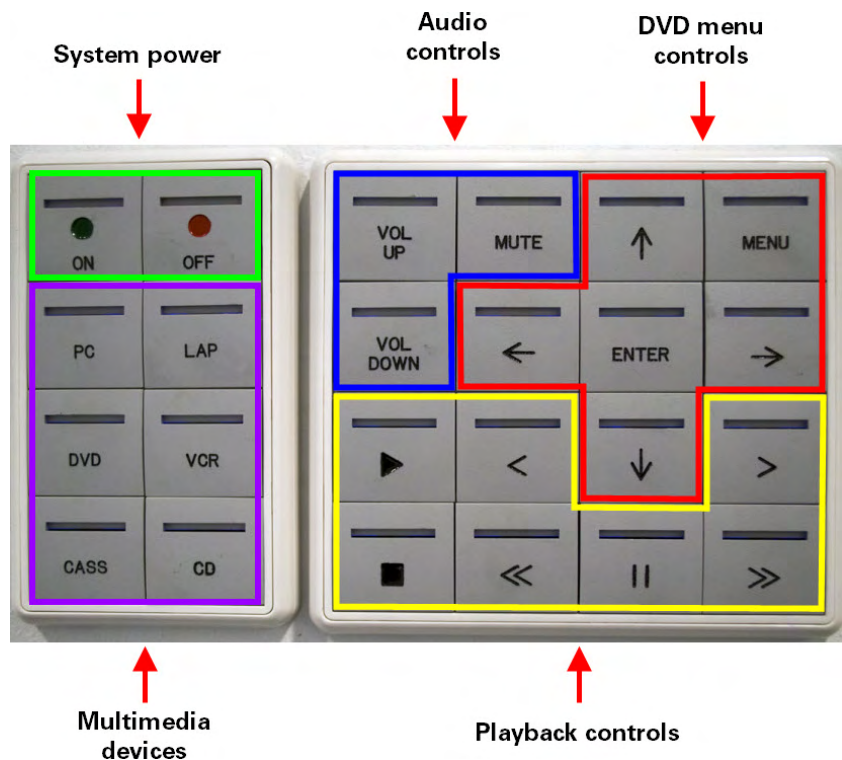 System power
Audio
controls
DVD menu
controls
ON OFF
PC LAP
DVD VCR
CASS CD
VOL
UP
MUTE
↑
MENU
VOL
DOWN
←
ENTER
→
▶ < ↓ >
■ << II >>
Multimedia
devices
Playback controls